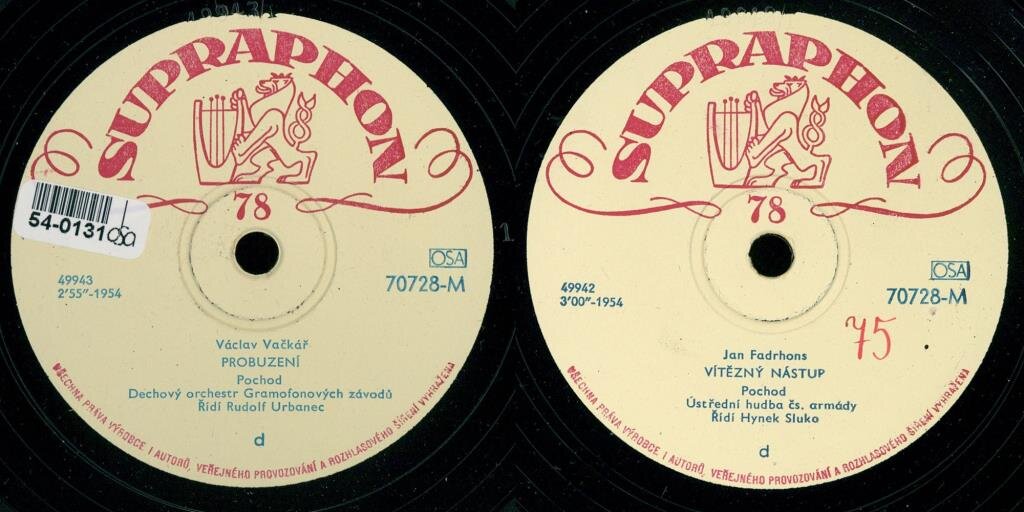 SUPRAPHON
78
54-0131
OSA
OSA
70728-M
49943
2'55"-1954
Václav Vačkář
PROBUZENÍ
Pochod
Dechový orchestr Gramofonových závodů
Řídí Rudolf Urbanec
d
VŠECHNA PRÁVA VÝROBCE I AUTORŮ, VEŘEJNÉHO PROVOZOVÁNÍ A ROZHLASOVÉHO ŠÍŘENÍ VYHRAŽENA
1
SUPRAPHON
78
OSA
70728-M
49942
3'00"-1954
75
Jan Fadrhons
VÍTĚZNÝ NÁSTUP
Pochod
Ústřední hudba čs. armády
Řídí Hynek Sluko
d
VŠECHNA PRÁVA VÝROBCE I AUTORŮ, VEŘEJNÉHO PROVOZOVÁNÍ A ROZHLASOVÉHO ŠÍŘENÍ VYHRAŽENA